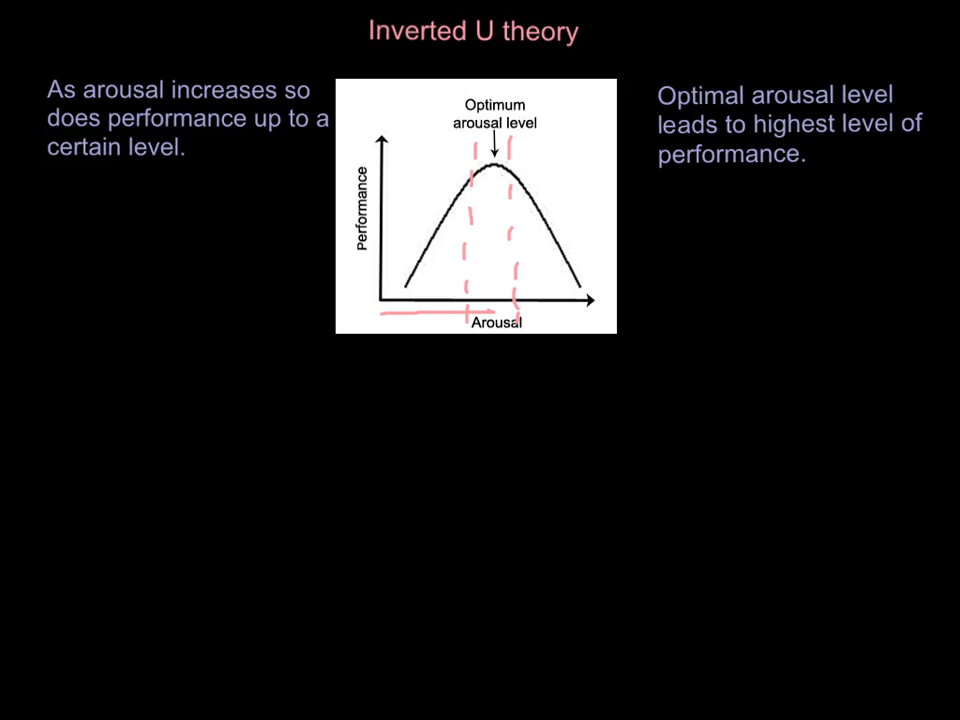 Inverted U theory
As arousal increases so
does performance up to a
certain level.
Optimum
arousal level
Performance
Arousal
Optimal arousal level
leads to highest level of
performance.